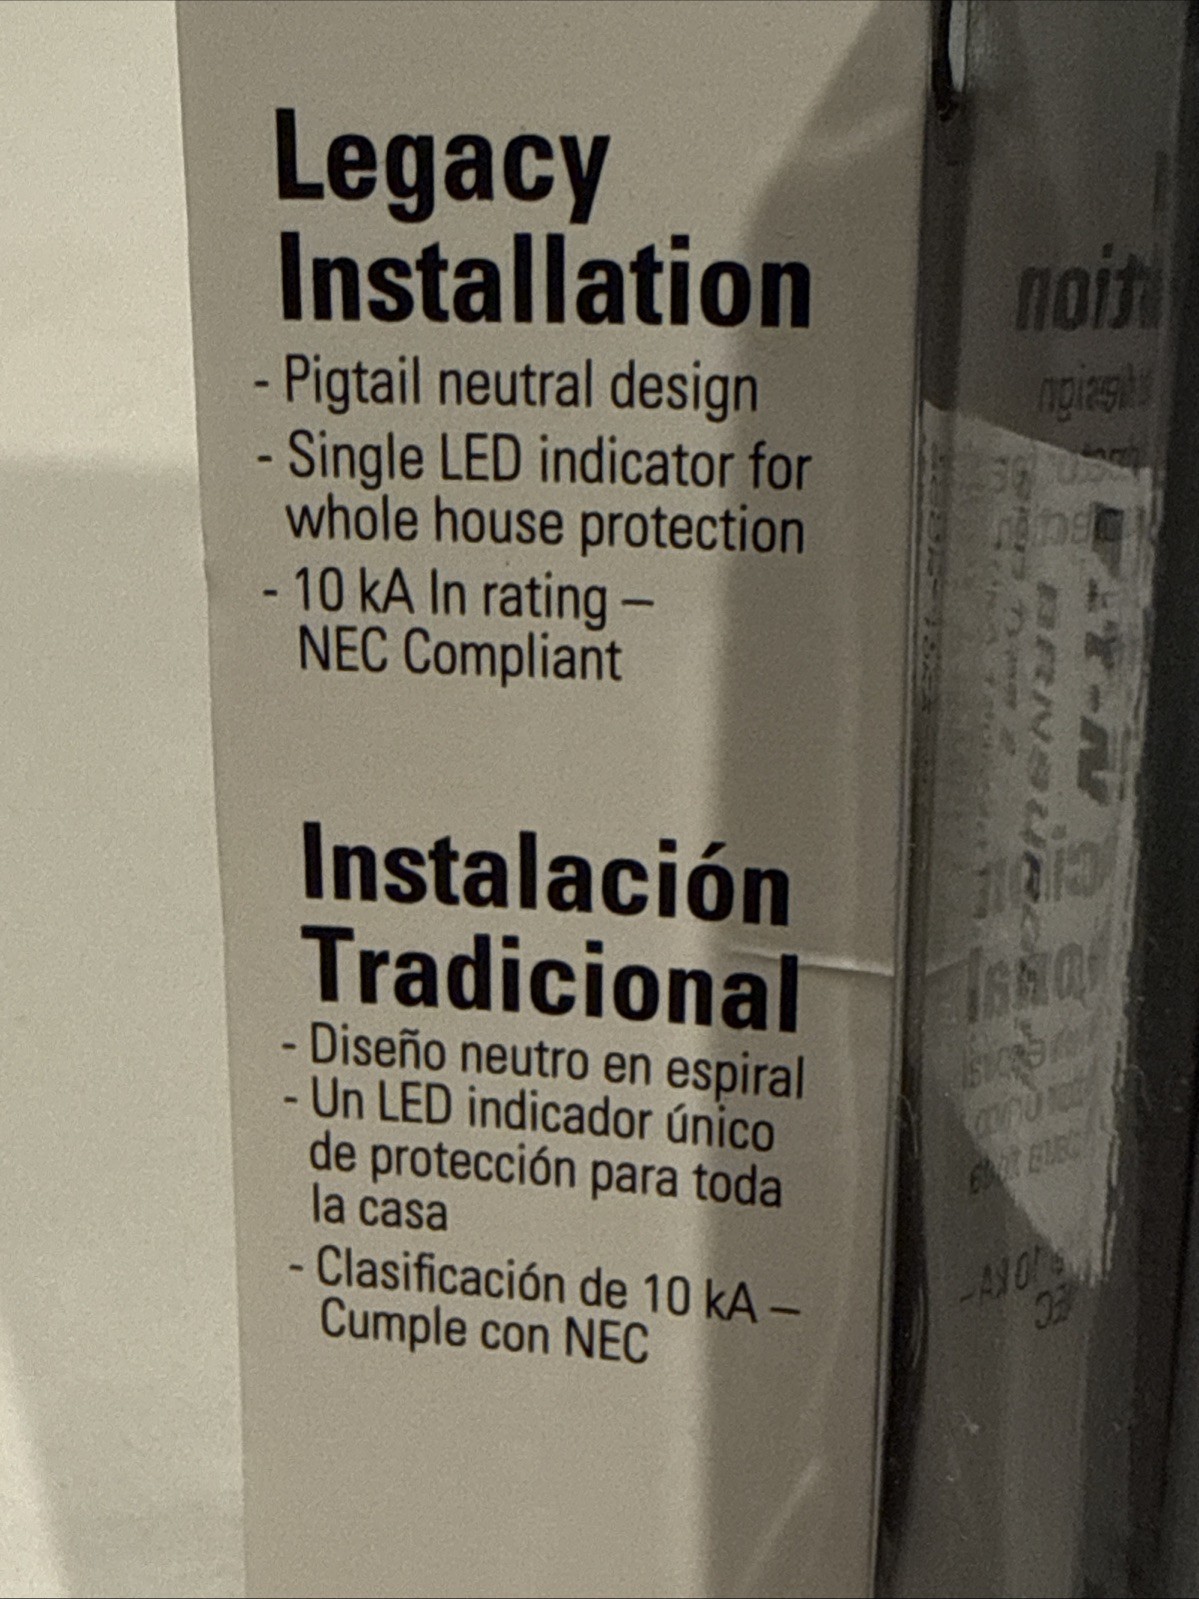 Legacy
Installation
- Pigtail neutral design
- Single LED indicator for
whole house protection
- 10 kA In rating –
NEC Compliant
Instalación
Tradicional
- Diseño neutro en espiral
- Un LED indicador único
de protección para toda
la casa
- Clasificación de 10 kA –
Cumple con NEC